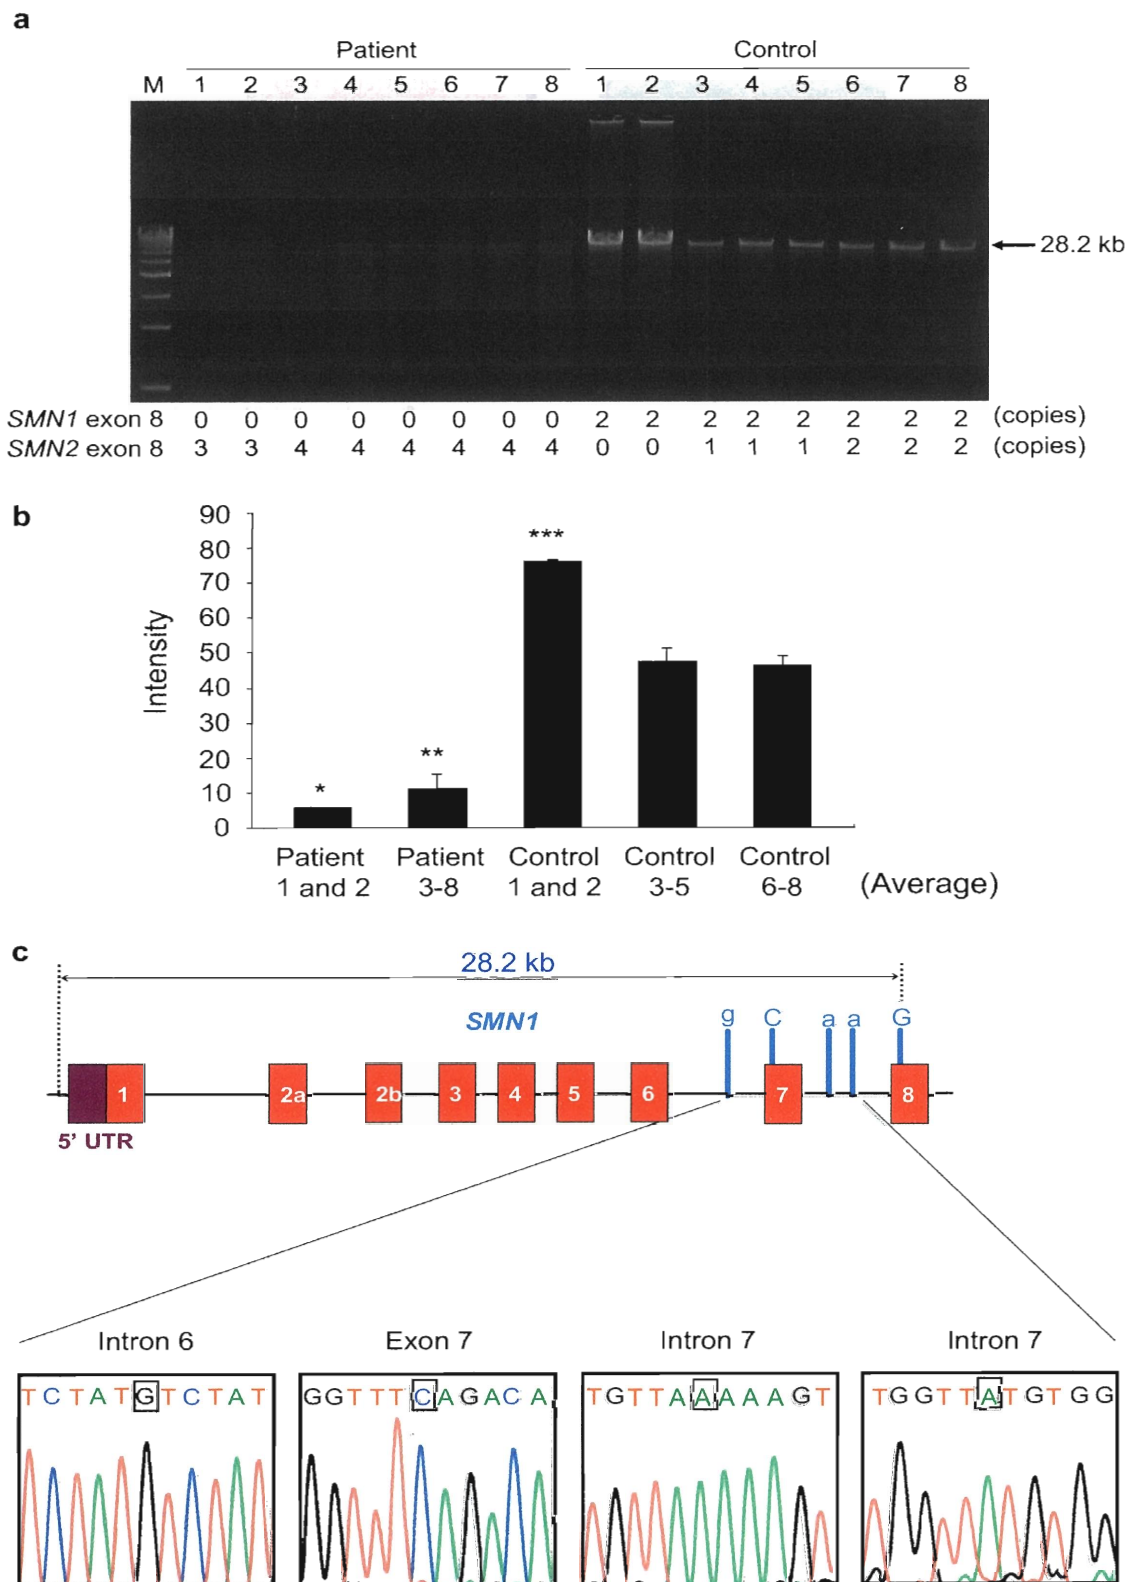 a
Patient Control
M 1 2 3 4 5 6 7 8 1 2 3 4 5 6 7 8
28.2 kb
SMN1 exon 8 0 0 0 0 0 0 0 0 2 2 2 2 2 2 2 2 (copies)
SMN2 exon 8 3 3 4 4 4 4 4 4 0 0 1 1 1 2 2 2 (copies)
b
90
80
70
60
50
40
30
20
10
0
Intensity
*
**
***
Patient Patient Control Control Control
1 and 2 3-8 1 and 2 3-5 6-8 (Average)
c
28.2 kb
SMN1
g C a a G
1 2a 2b 3 4 5 6 7 8
5' UTR
Intron 6 Exon 7 Intron 7 Intron 7
TCTATGTCTAT GGTTTCAGACA TGTTAAAAAGT TGGTTATGTGG